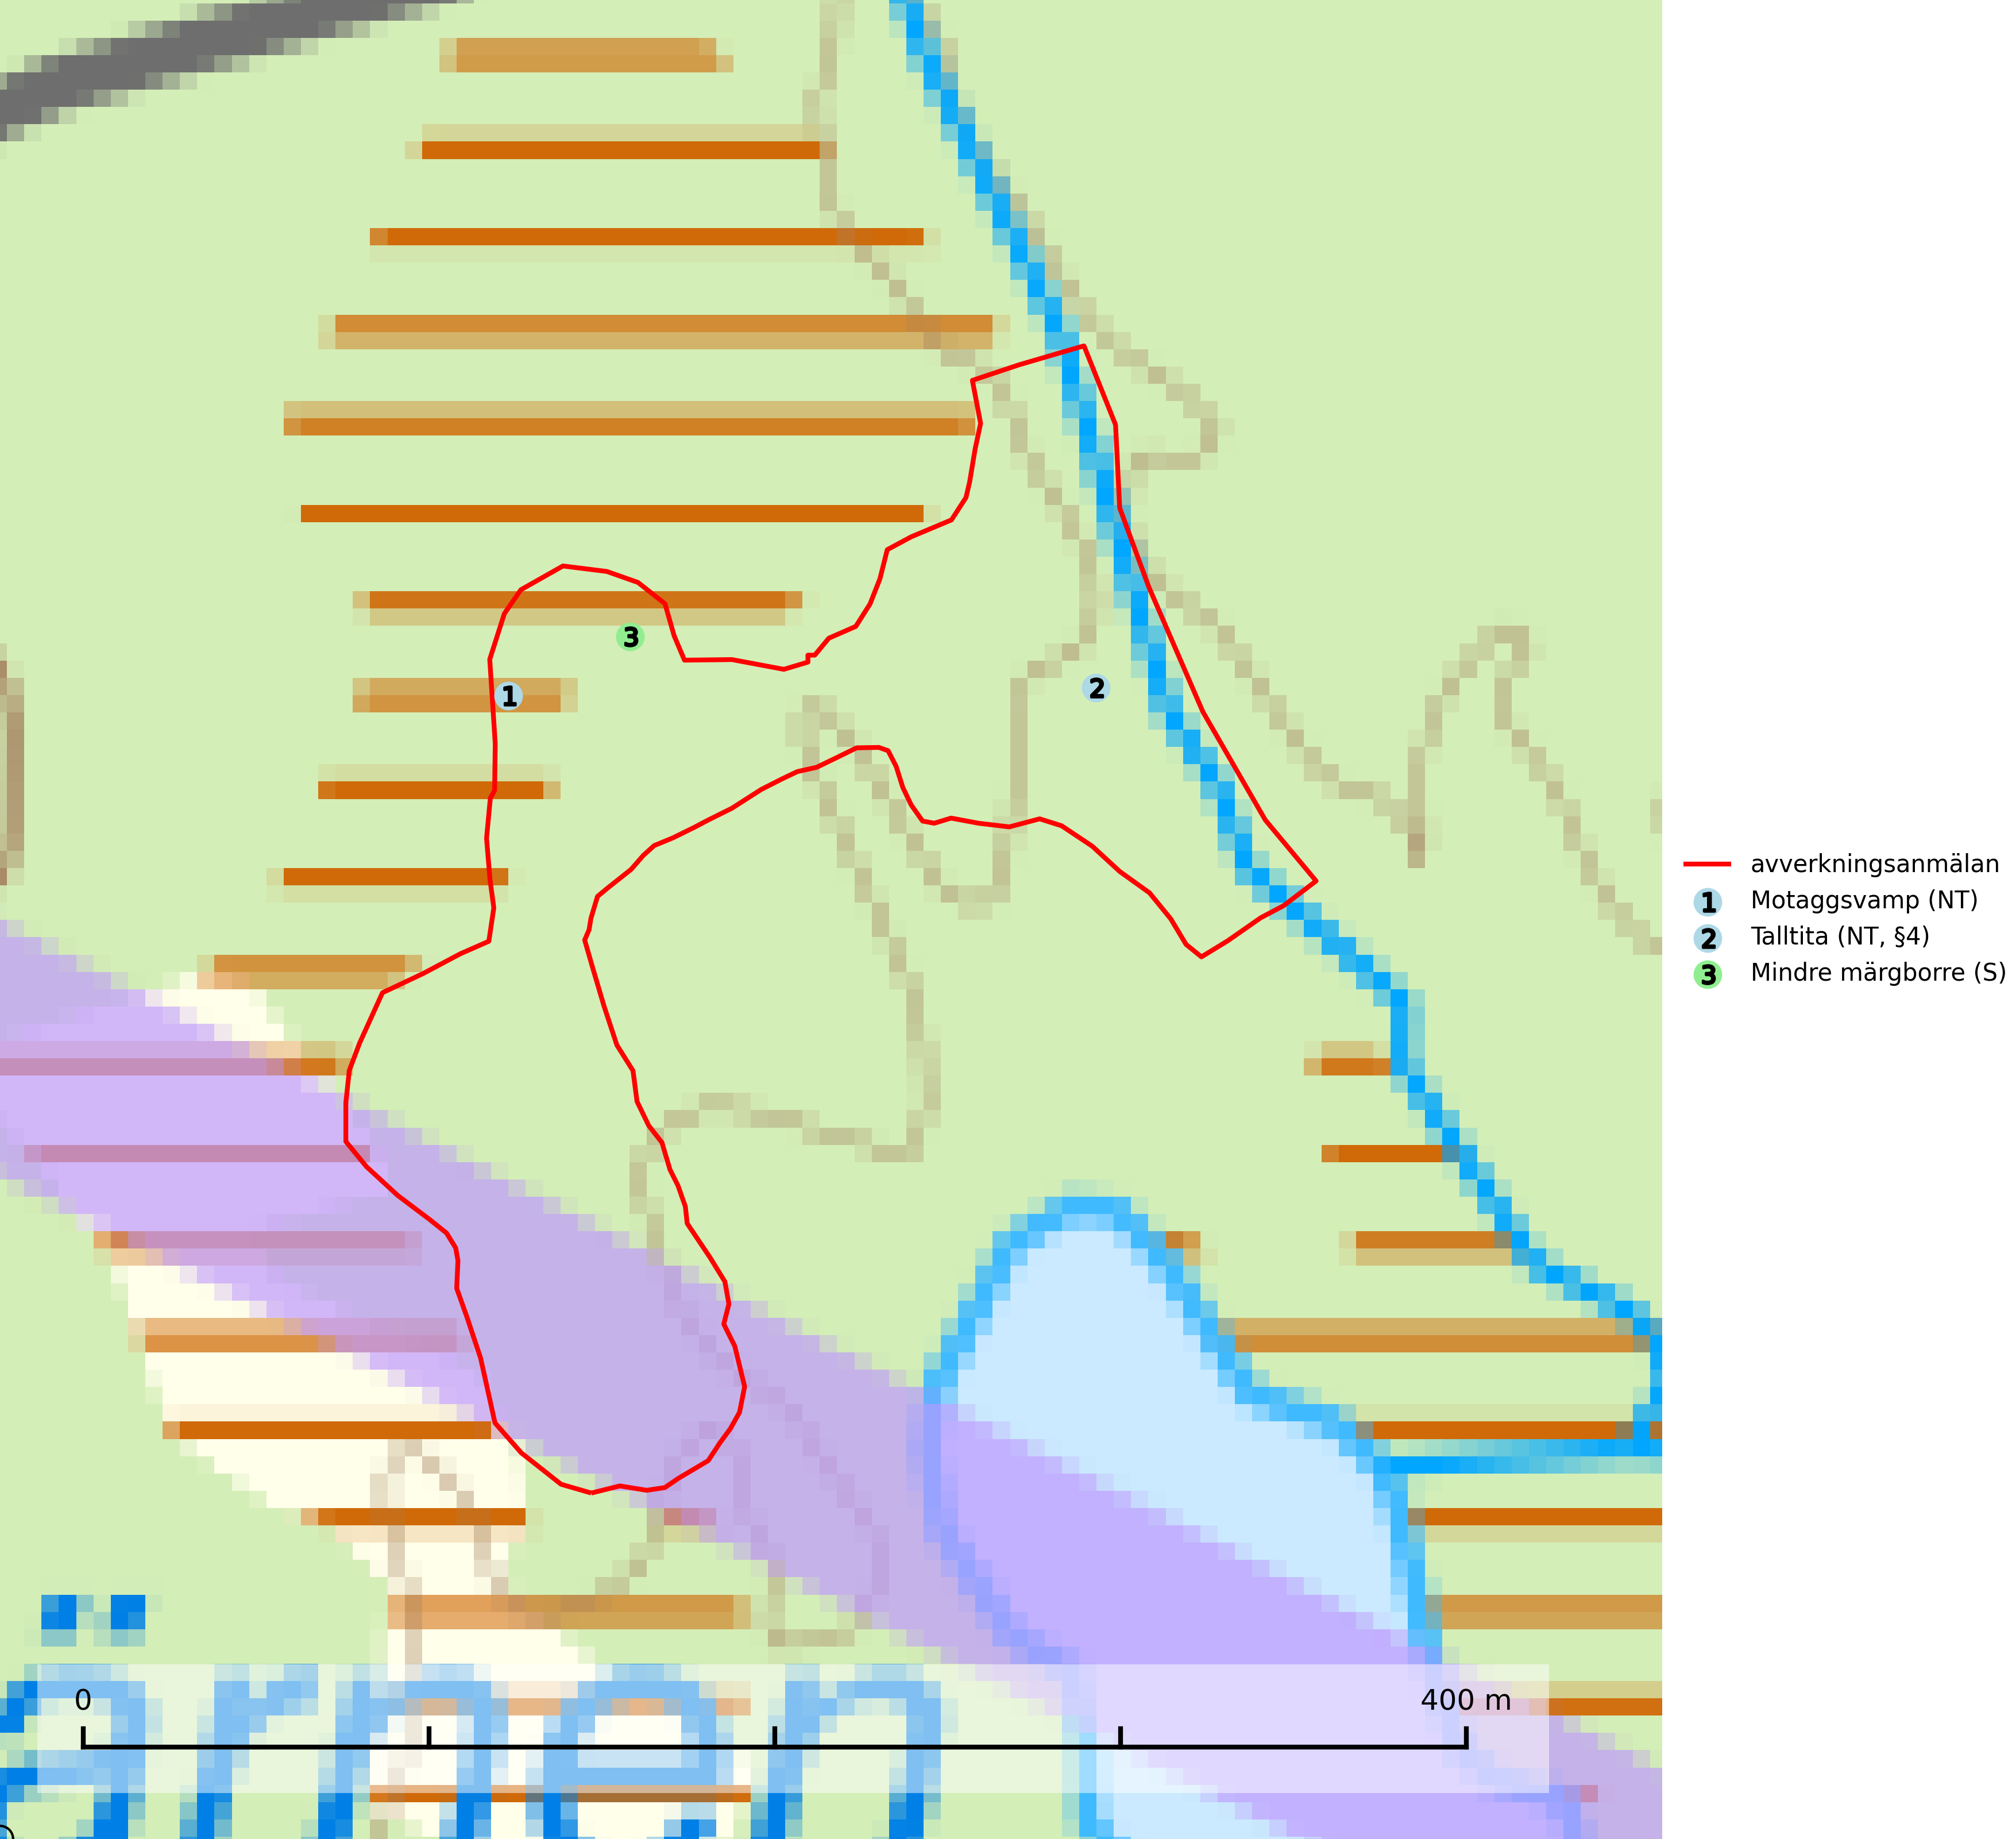 3
1
2
avverkningsanmälan
1 Motaggsvamp (NT)
2 Talltita (NT, §4)
3 Mindre märgborre (S)
0 400 m